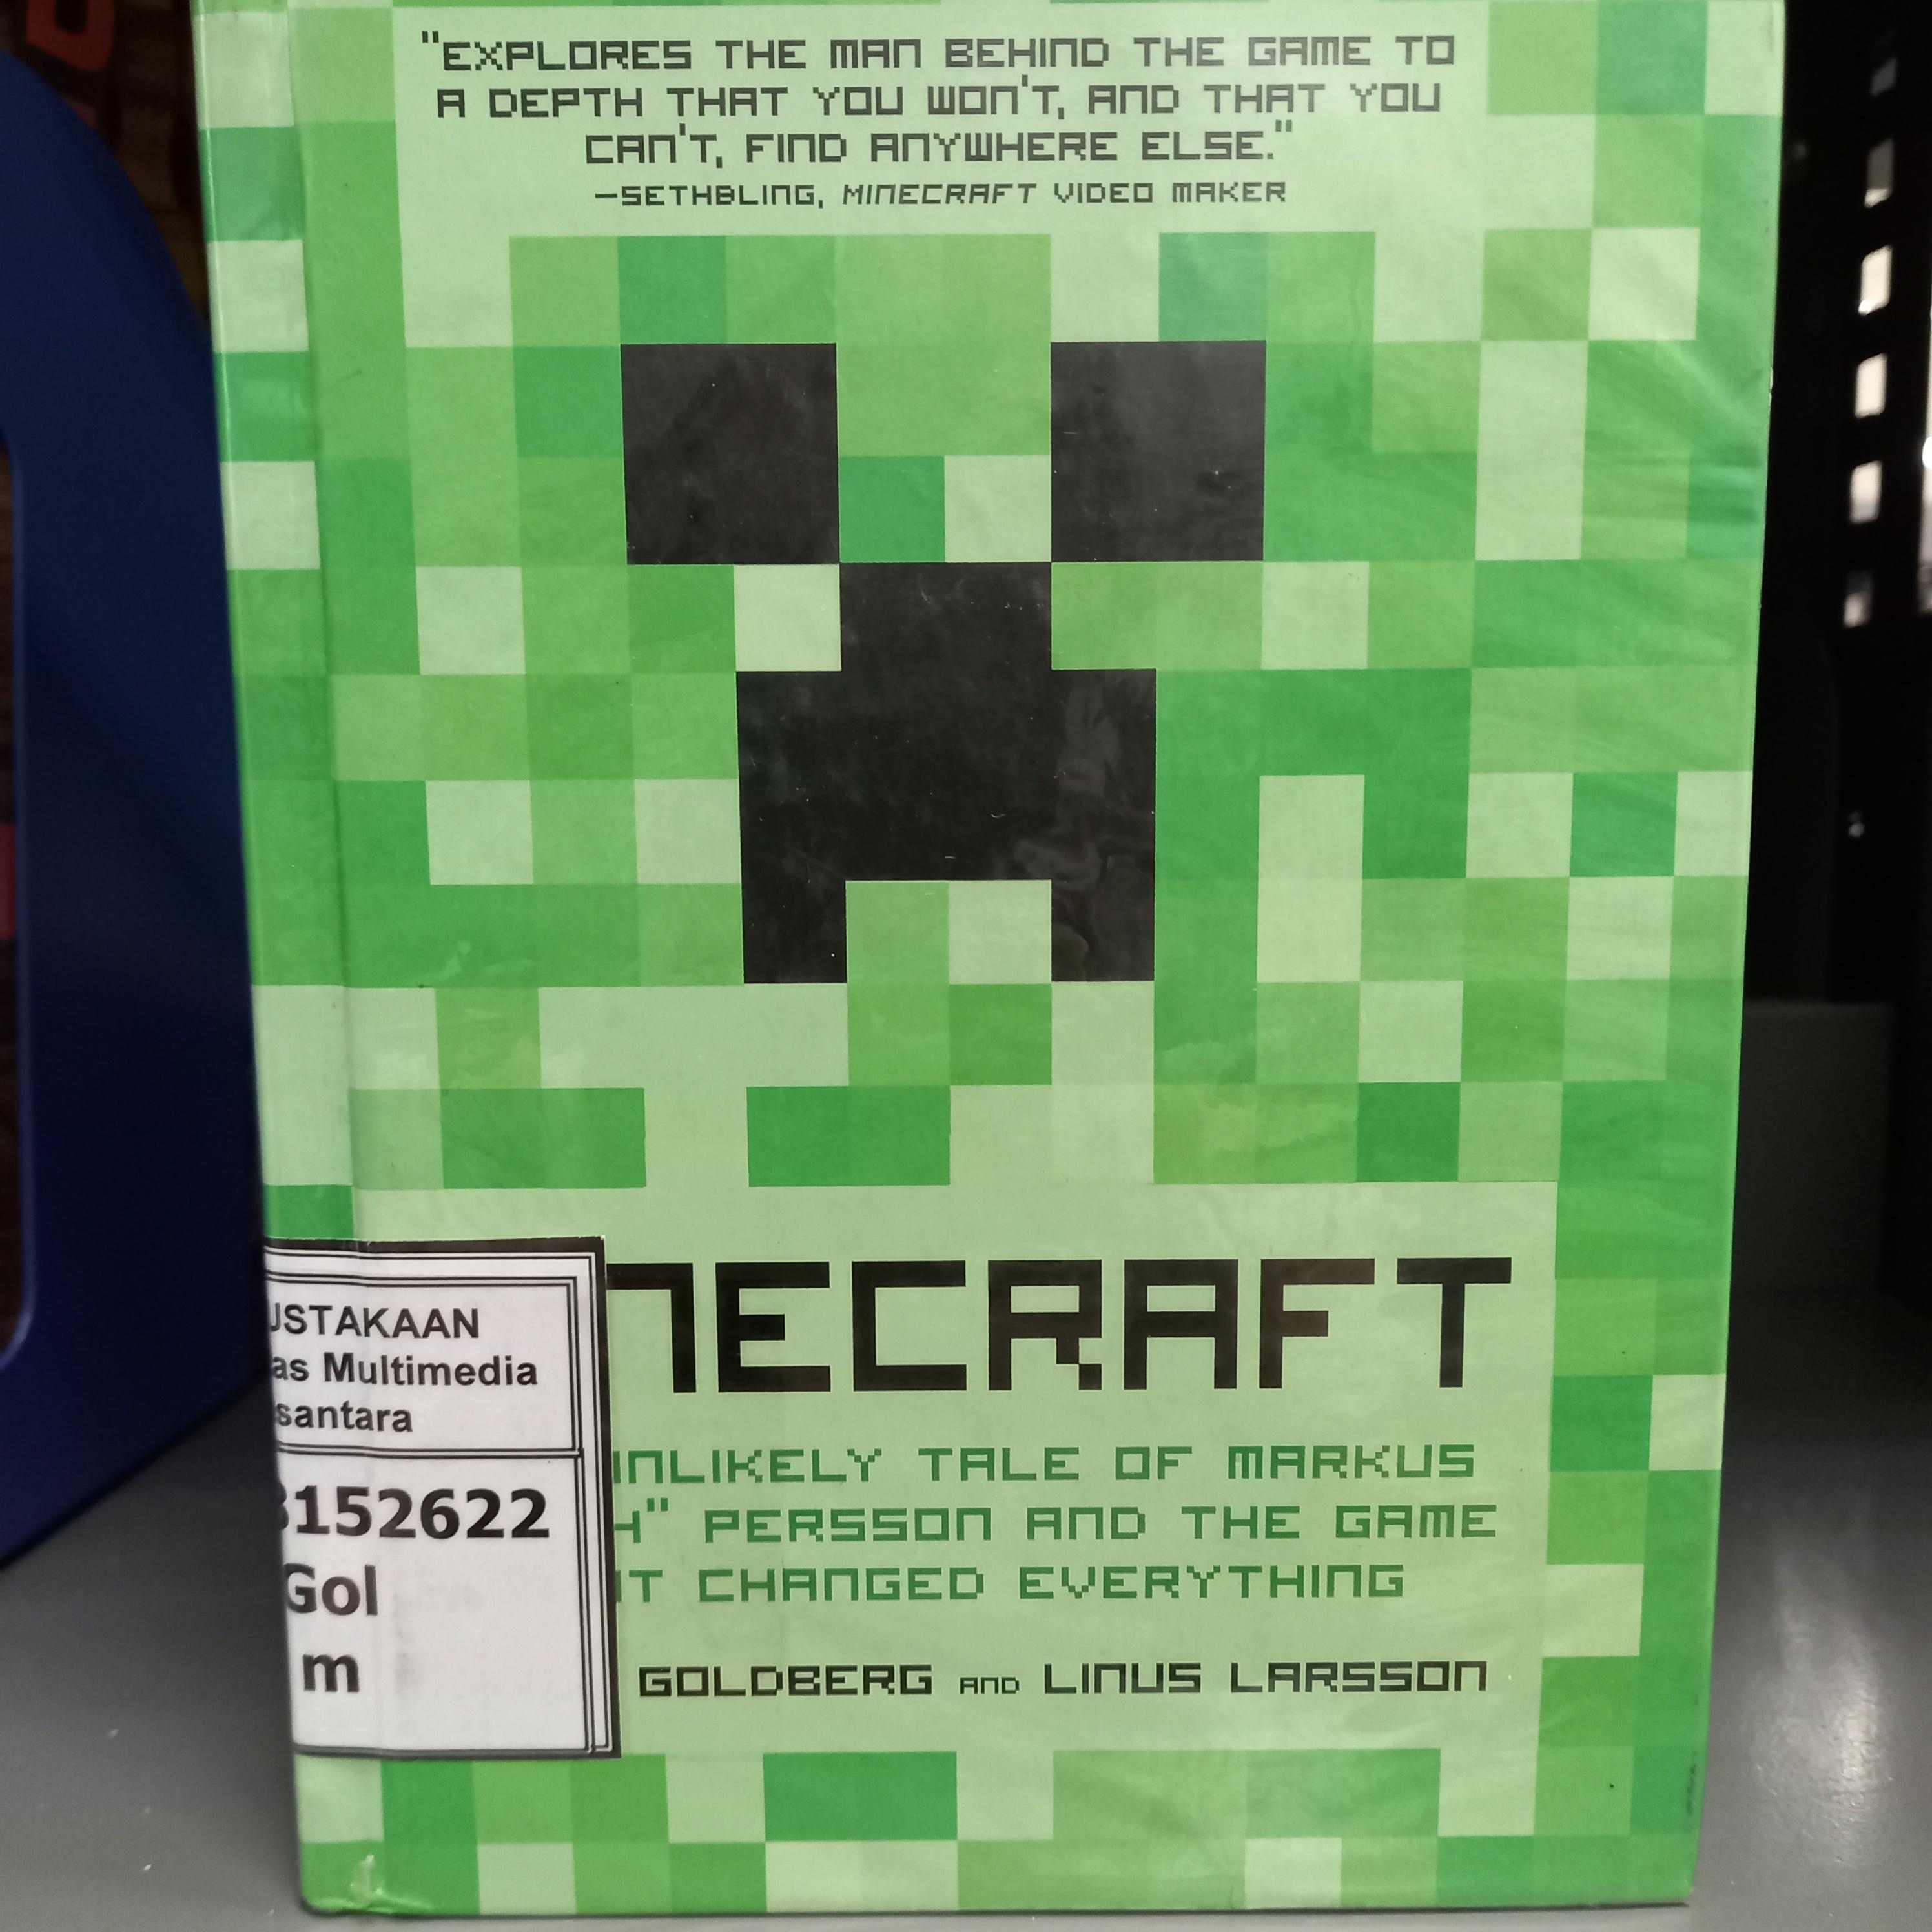 "EXPLORES THE MAN BEHIND THE GAME TO
A DEPTH THAT YOU WON'T, AND THAT YOU
CAN'T, FIND ANYWHERE ELSE."
—SETHBLING, MINECRAFT VIDEO MAKER
NECRAFT
NLIKELY TALE OF MARKUS
H" PERSSON AND THE GAME
T CHANGED EVERYTHING
GOLDBERG AND LINUS LARSSON
USTAKAAN
as Multimedia
santara
3152622
Gol
m